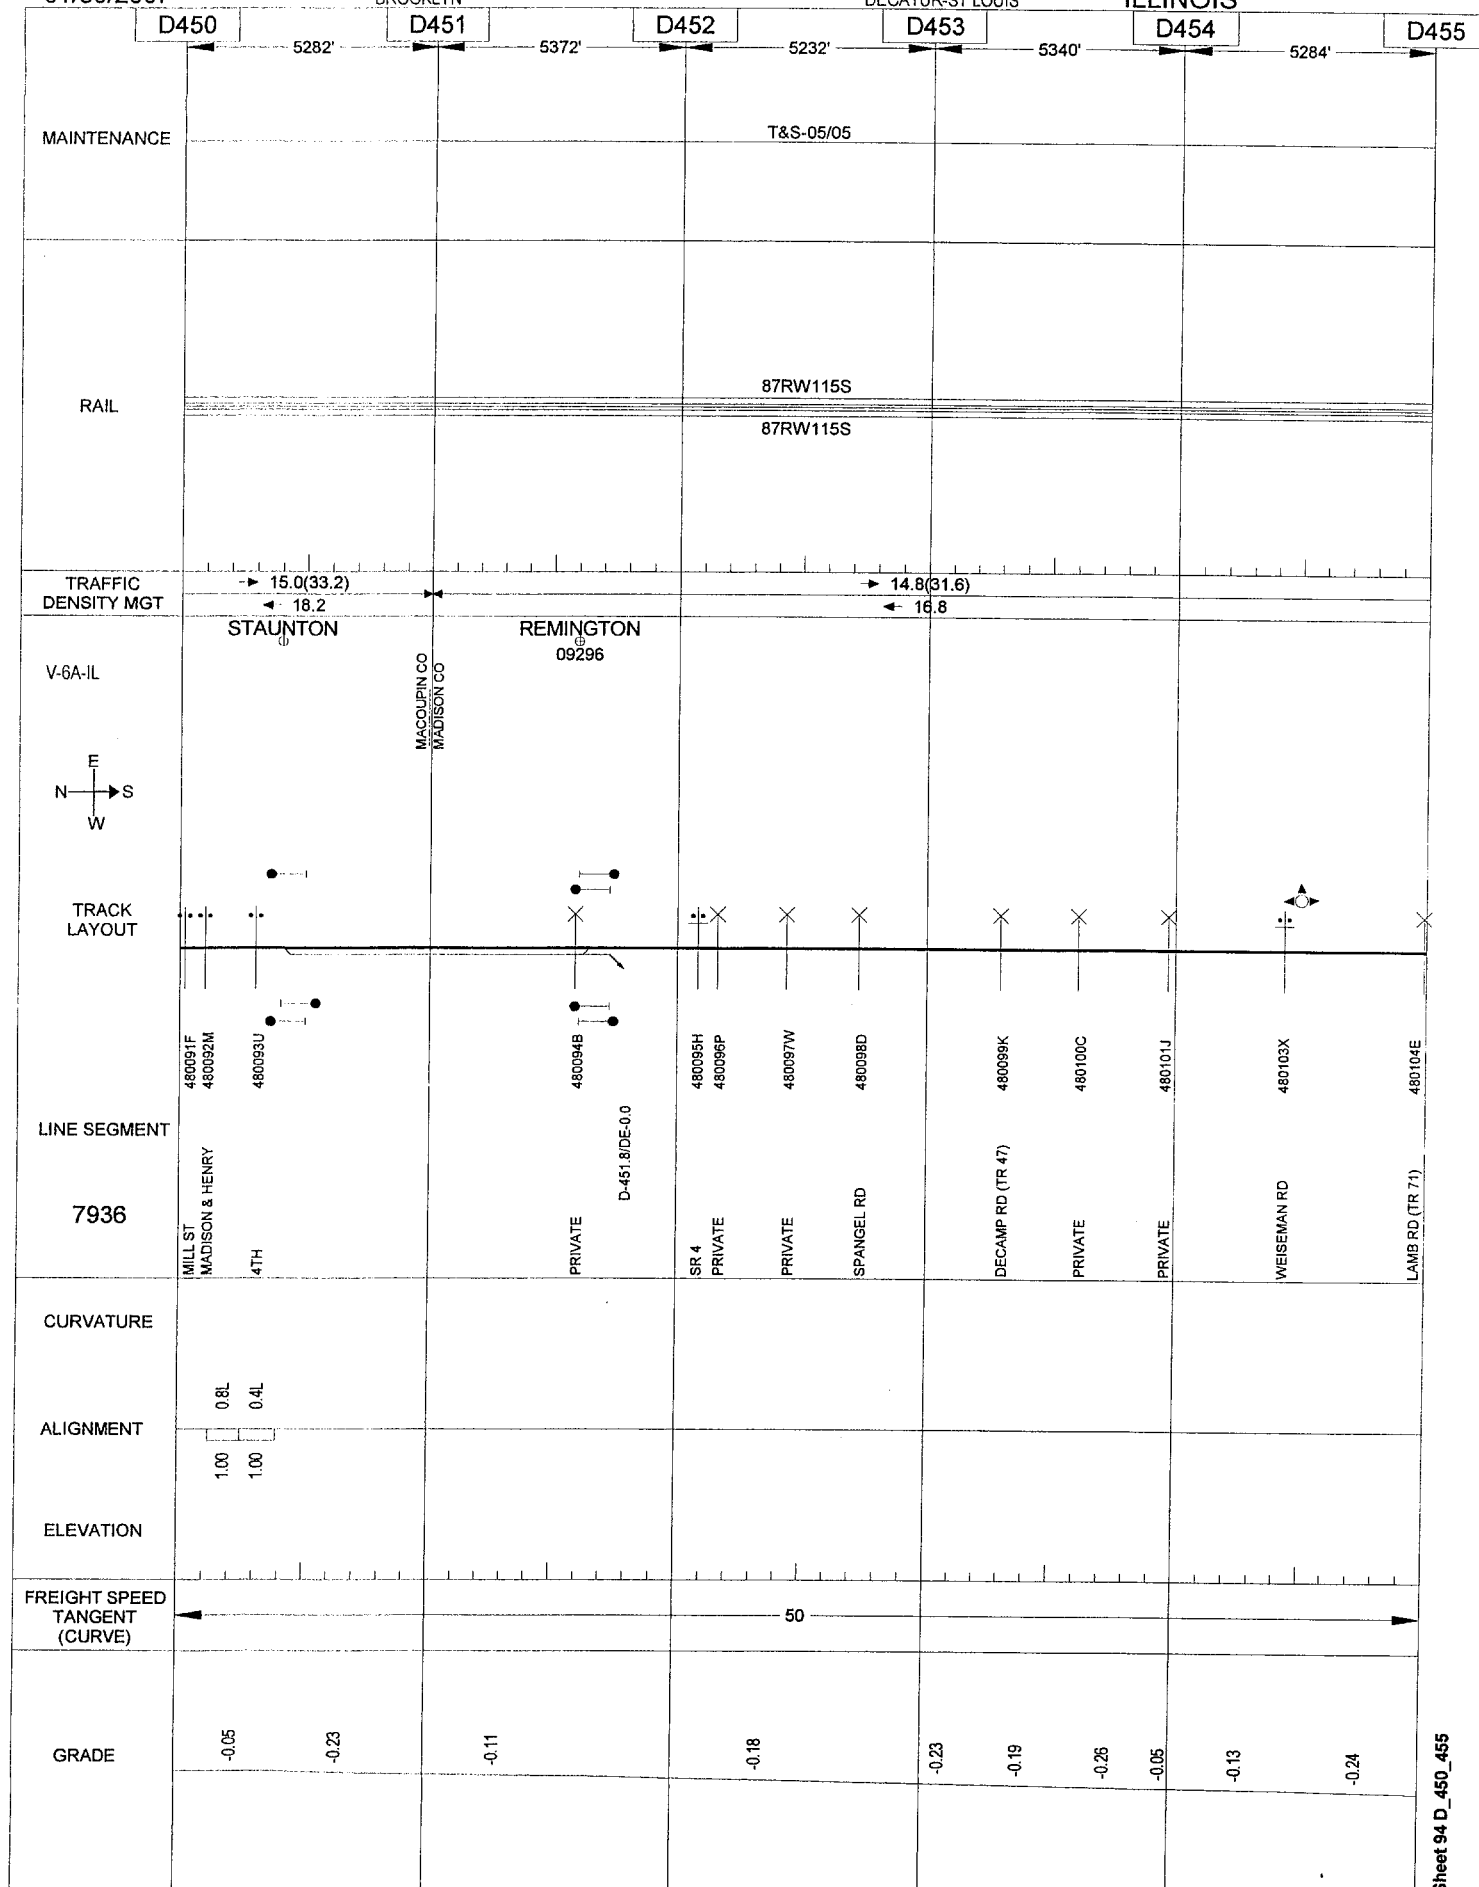 BROOKLYN
DECATUR-ST LOUIS
ILLINOIS
D450
D451
D452
D453
D454
D455
5282'
5372'
5232'
5340'
5284'
MAINTENANCE
T&S-05/05
RAIL
87RW115S
87RW115S
TRAFFIC
DENSITY MGT
15.0(33.2)
18.2
14.8(31.6)
16.8
STAUNTON
REMINGTON
09296
V-6A-IL
MACOUPIN CO
MADISON CO
E
N
S
W
TRACK
LAYOUT
480091F
480092M
480093U
480094B
480095H
480096P
480097W
480098D
480099K
480100C
480101J
480103X
480104E
LINE SEGMENT
7936
D-451.8/DE-0.0
MILL ST
MADISON & HENRY
4TH
PRIVATE
SR 4
PRIVATE
PRIVATE
SPANGEL RD
DECAMP RD (TR 47)
PRIVATE
PRIVATE
WEISEMAN RD
LAMB RD (TR 71)
CURVATURE
0.8L
0.4L
ALIGNMENT
1.00
1.00
ELEVATION
FREIGHT SPEED
TANGENT
(CURVE)
50
GRADE
-0.05
-0.23
-0.11
-0.18
-0.23
-0.19
-0.26
-0.05
-0.13
-0.24
Sheet 94 D_450_455